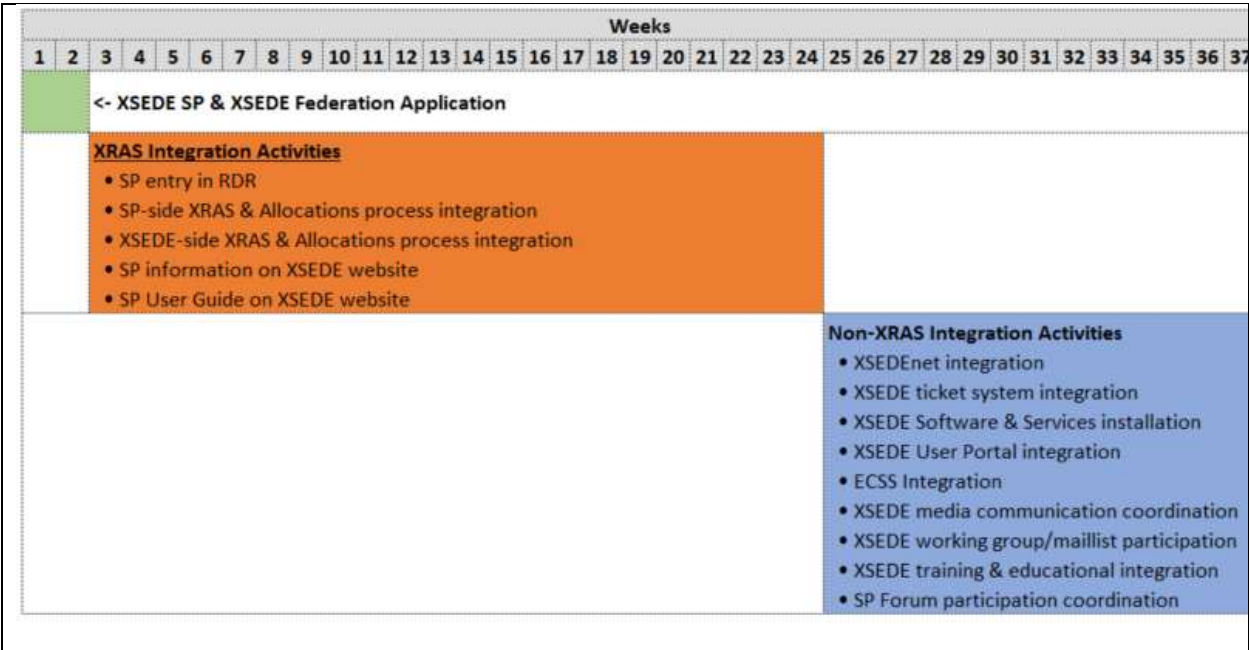 Weeks
1 2 3 4 5 6 7 8 9 10 11 12 13 14 15 16 17 18 19 20 21 22 23 24 25 26 27 28 29 30 31 32 33 34 35 36 37
<- XSEDE SP & XSEDE Federation Application
XRAS Integration Activities
• SP entry in RDR
• SP-side XRAS & Allocations process integration
• XSEDE-side XRAS & Allocations process integration
• SP information on XSEDE website
• SP User Guide on XSEDE website
Non-XRAS Integration Activities
• XSEDEnet integration
• XSEDE ticket system integration
• XSEDE Software & Services installation
• XSEDE User Portal integration
• ECSS Integration
• XSEDE media communication coordination
• XSEDE working group/maillist participation
• XSEDE training & educational integration
• SP Forum participation coordination